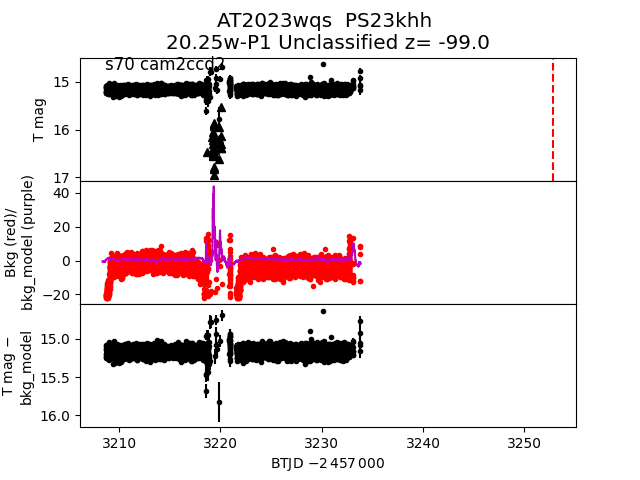 AT2023wqs  PS23khh
20.25w-P1 Unclassified z= -99.0
s70 cam2ccd2
15
16
17
T mag
40
20
0
−20
Bkg (red)/
bkg_model (purple)
15.0
15.5
16.0
T mag −
bkg_model
3210
3220
3230
3240
3250
BTJD −2 457 000